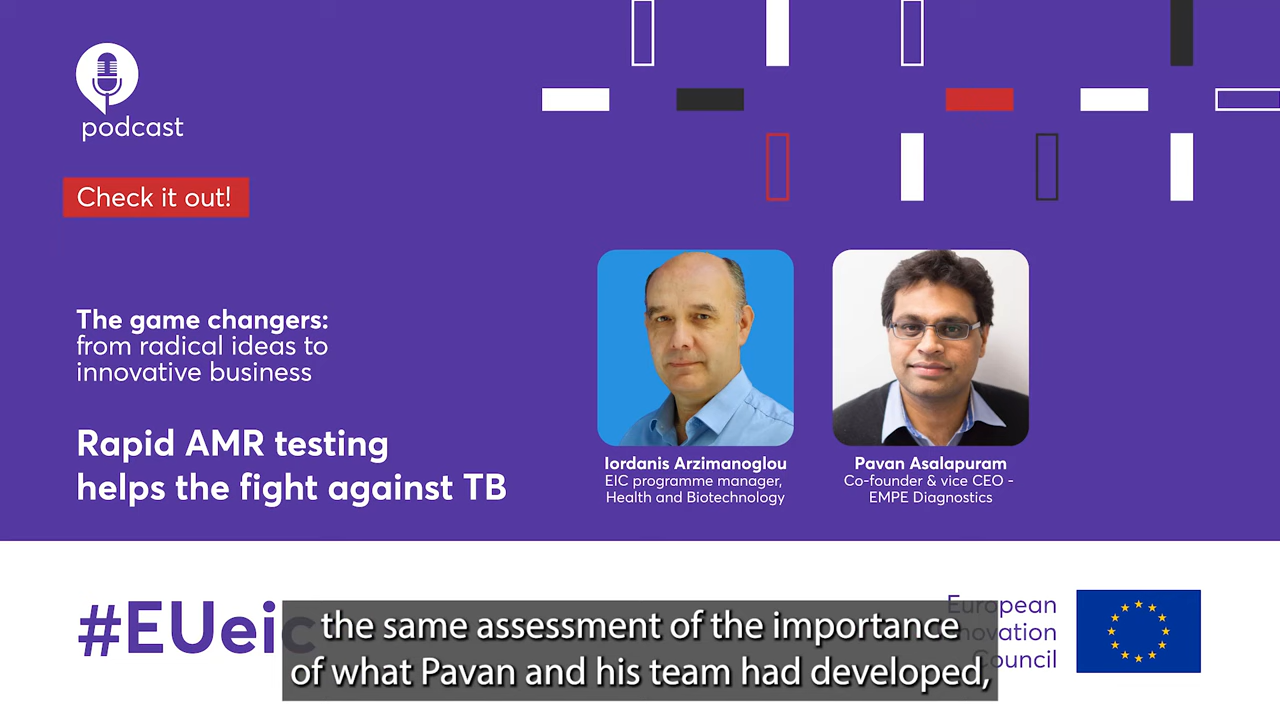 podcast
Check it out!
The game changers:
from radical ideas to
innovative business
Rapid AMR testing
helps the fight against TB
Iordanis Arzimanoglou
EIC programme manager,
Health and Biotechnology
Pavan Asalapuram
Co-founder & vice CEO -
EMPE Diagnostics
#EUeic
European
Innovation
Council
the same assessment of the importance
of what Pavan and his team had developed,